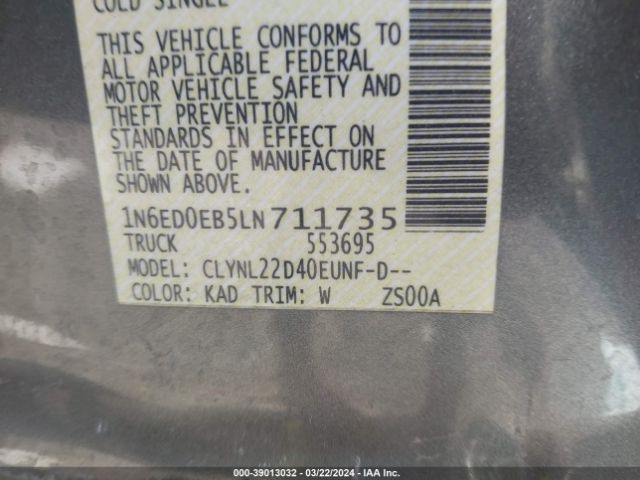 COLD SINGLE
THIS VEHICLE CONFORMS TO
ALL APPLICABLE FEDERAL
MOTOR VEHICLE SAFETY AND
THEFT PREVENTION
STANDARDS IN EFFECT ON
THE DATE OF MANUFACTURE
SHOWN ABOVE.
1N6ED0EB5LN711735
TRUCK 553695
MODEL: CLYNL22D40EUNF-D--
COLOR: KAD TRIM: W ZS00A
000-39013032 - 03/22/2024 - IAA Inc.